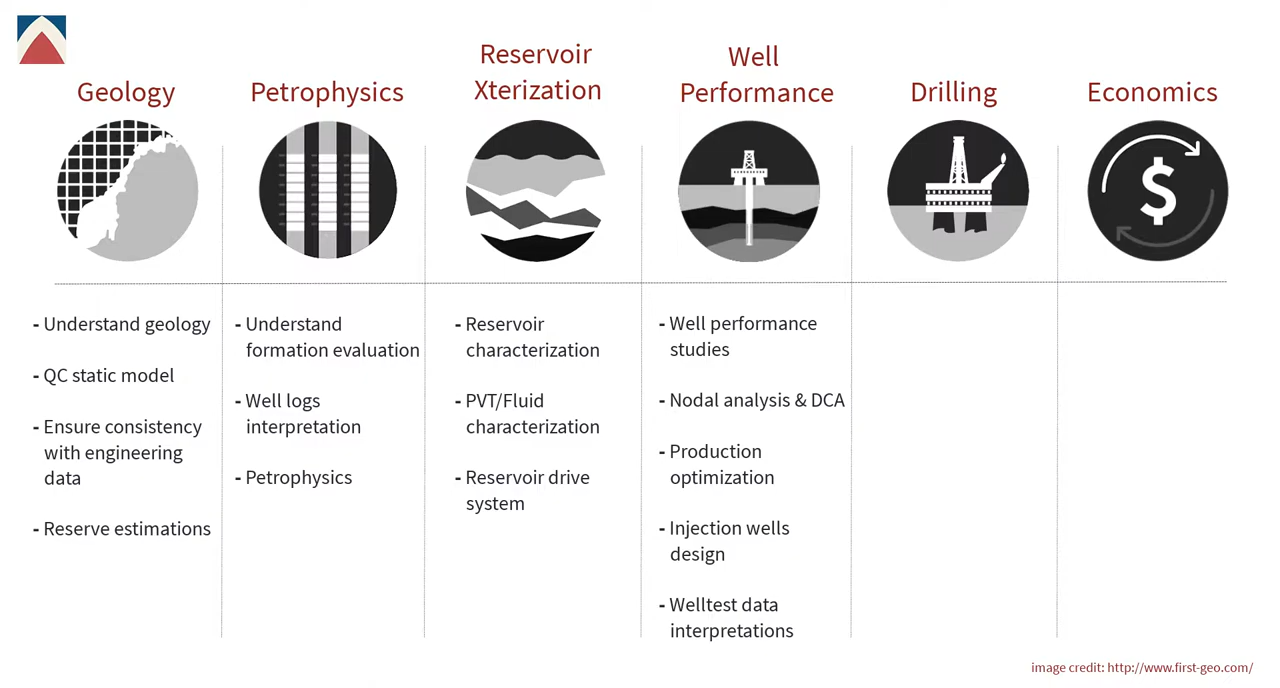 Geology
Petrophysics
Reservoir
Xterization
Well
Performance
Drilling
Economics
- Understand geology
- QC static model
- Ensure consistency
with engineering
data
- Reserve estimations
- Understand
formation evaluation
- Well logs
interpretation
- Petrophysics
- Reservoir
characterization
- PVT/Fluid
characterization
- Reservoir drive
system
- Well performance
studies
- Nodal analysis & DCA
- Production
optimization
- Injection wells
design
- Welltest data
interpretations
image credit: http://www.first-geo.com/